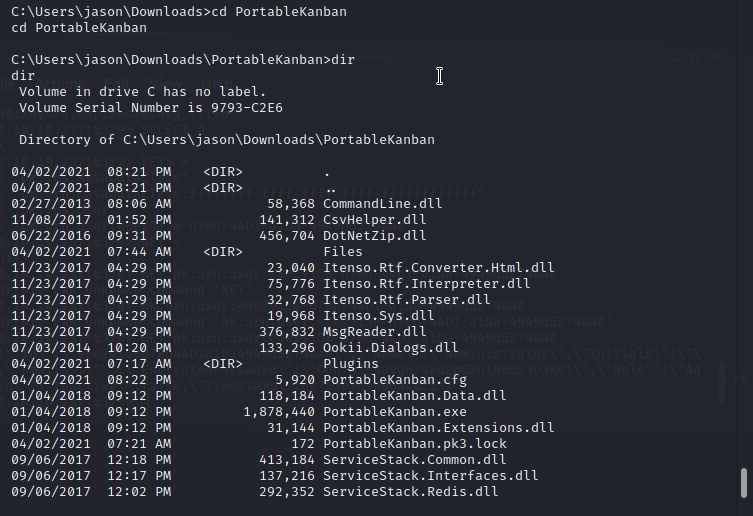 C:\Users\jason\Downloads>cd PortableKanban
cd PortableKanban
C:\Users\jason\Downloads\PortableKanban>dir
dir
Volume in drive C has no label.
Volume Serial Number is 9793-C2E6
Directory of C:\Users\jason\Downloads\PortableKanban
04/02/2021  08:21 PM    <DIR>          .
04/02/2021  08:21 PM    <DIR>          ..
02/27/2013  08:06 AM            58,368 CommandLine.dll
11/08/2017  01:52 PM           141,312 CsvHelper.dll
06/22/2016  09:31 PM           456,704 DotNetZip.dll
04/02/2021  07:44 AM    <DIR>          Files
11/23/2017  04:29 PM            23,040 Itenso.Rtf.Converter.Html.dll
11/23/2017  04:29 PM            75,776 Itenso.Rtf.Interpreter.dll
11/23/2017  04:29 PM            32,768 Itenso.Rtf.Parser.dll
11/23/2017  04:29 PM            19,968 Itenso.Sys.dll
11/23/2017  04:29 PM           376,832 MsgReader.dll
07/03/2014  10:20 PM           133,296 Ookii.Dialogs.dll
04/02/2021  07:17 AM    <DIR>          Plugins
04/02/2021  08:22 PM             5,920 PortableKanban.cfg
01/04/2018  09:12 PM           118,184 PortableKanban.Data.dll
01/04/2018  09:12 PM         1,878,440 PortableKanban.exe
01/04/2018  09:12 PM            31,144 PortableKanban.Extensions.dll
04/02/2021  07:21 AM               172 PortableKanban.pk3.lock
09/06/2017  12:18 PM           413,184 ServiceStack.Common.dll
09/06/2017  12:17 PM           137,216 ServiceStack.Interfaces.dll
09/06/2017  12:02 PM           292,352 ServiceStack.Redis.dll